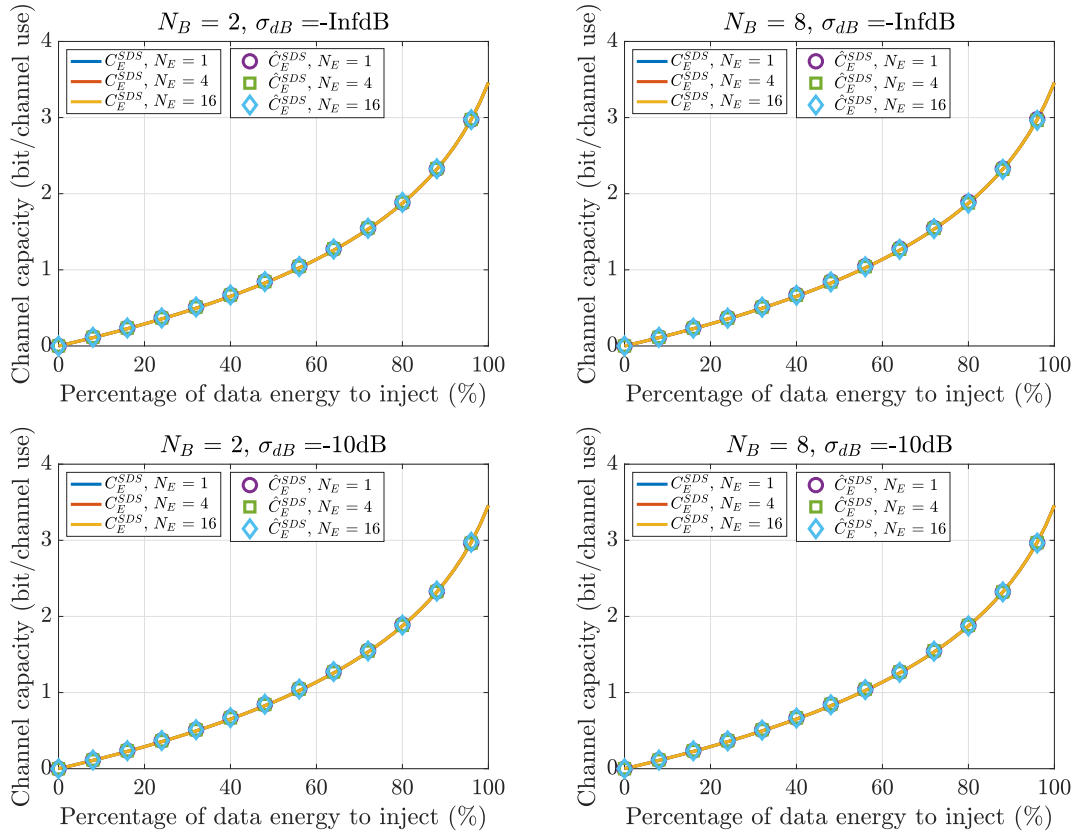 N_B = 2, σ_dB =-InfdB
C_E^SDS, N_E = 1
C_E^SDS, N_E = 4
C_E^SDS, N_E = 16
Ĉ_E^SDS, N_E = 1
Ĉ_E^SDS, N_E = 4
Ĉ_E^SDS, N_E = 16
Channel capacity (bit/channel use)
4
3
2
1
0
0 20 40 60 80 100
Percentage of data energy to inject (%)
N_B = 8, σ_dB =-InfdB
C_E^SDS, N_E = 1
C_E^SDS, N_E = 4
C_E^SDS, N_E = 16
Ĉ_E^SDS, N_E = 1
Ĉ_E^SDS, N_E = 4
Ĉ_E^SDS, N_E = 16
Channel capacity (bit/channel use)
4
3
2
1
0
0 20 40 60 80 100
Percentage of data energy to inject (%)
N_B = 2, σ_dB =-10dB
C_E^SDS, N_E = 1
C_E^SDS, N_E = 4
C_E^SDS, N_E = 16
Ĉ_E^SDS, N_E = 1
Ĉ_E^SDS, N_E = 4
Ĉ_E^SDS, N_E = 16
Channel capacity (bit/channel use)
4
3
2
1
0
0 20 40 60 80 100
Percentage of data energy to inject (%)
N_B = 8, σ_dB =-10dB
C_E^SDS, N_E = 1
C_E^SDS, N_E = 4
C_E^SDS, N_E = 16
Ĉ_E^SDS, N_E = 1
Ĉ_E^SDS, N_E = 4
Ĉ_E^SDS, N_E = 16
Channel capacity (bit/channel use)
4
3
2
1
0
0 20 40 60 80 100
Percentage of data energy to inject (%)